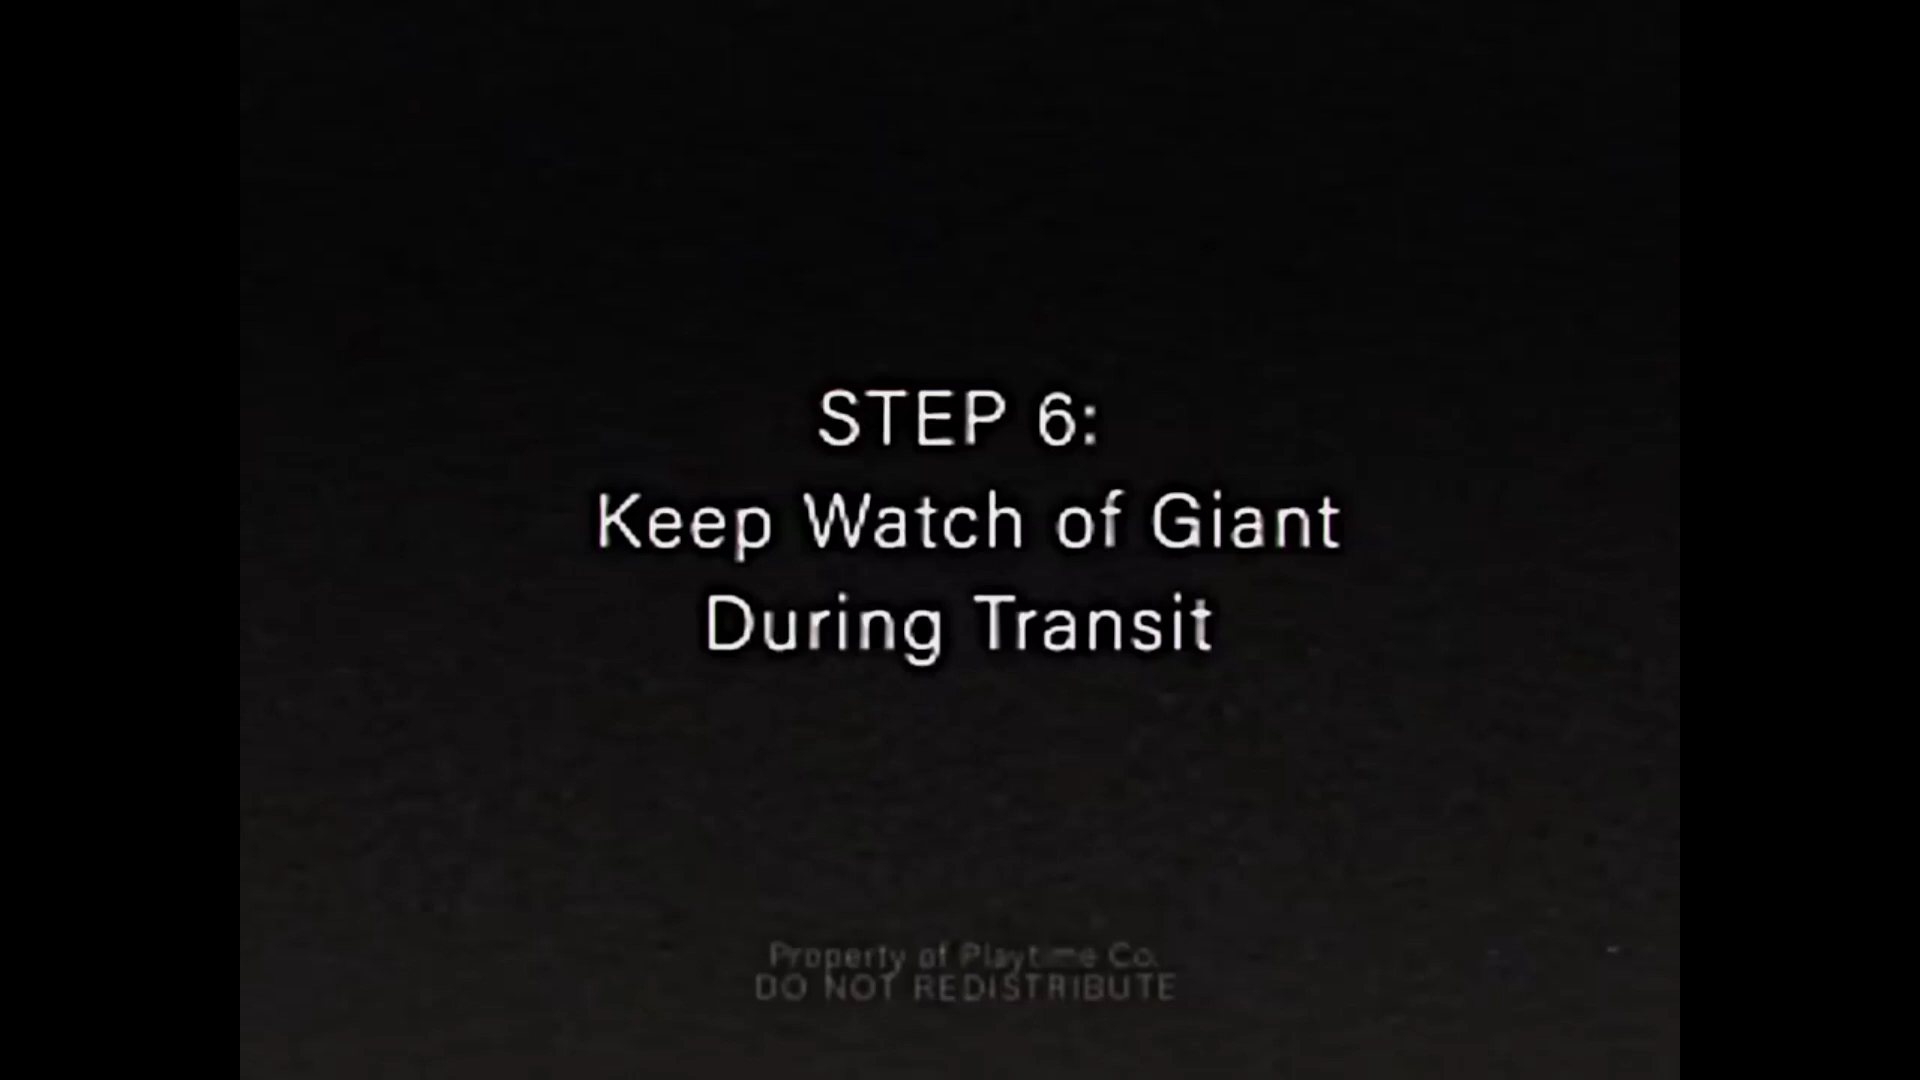 STEP 6:
Keep Watch of Giant
During Transit
Property of Playtime Co.
DO NOT REDISTRIBUTE